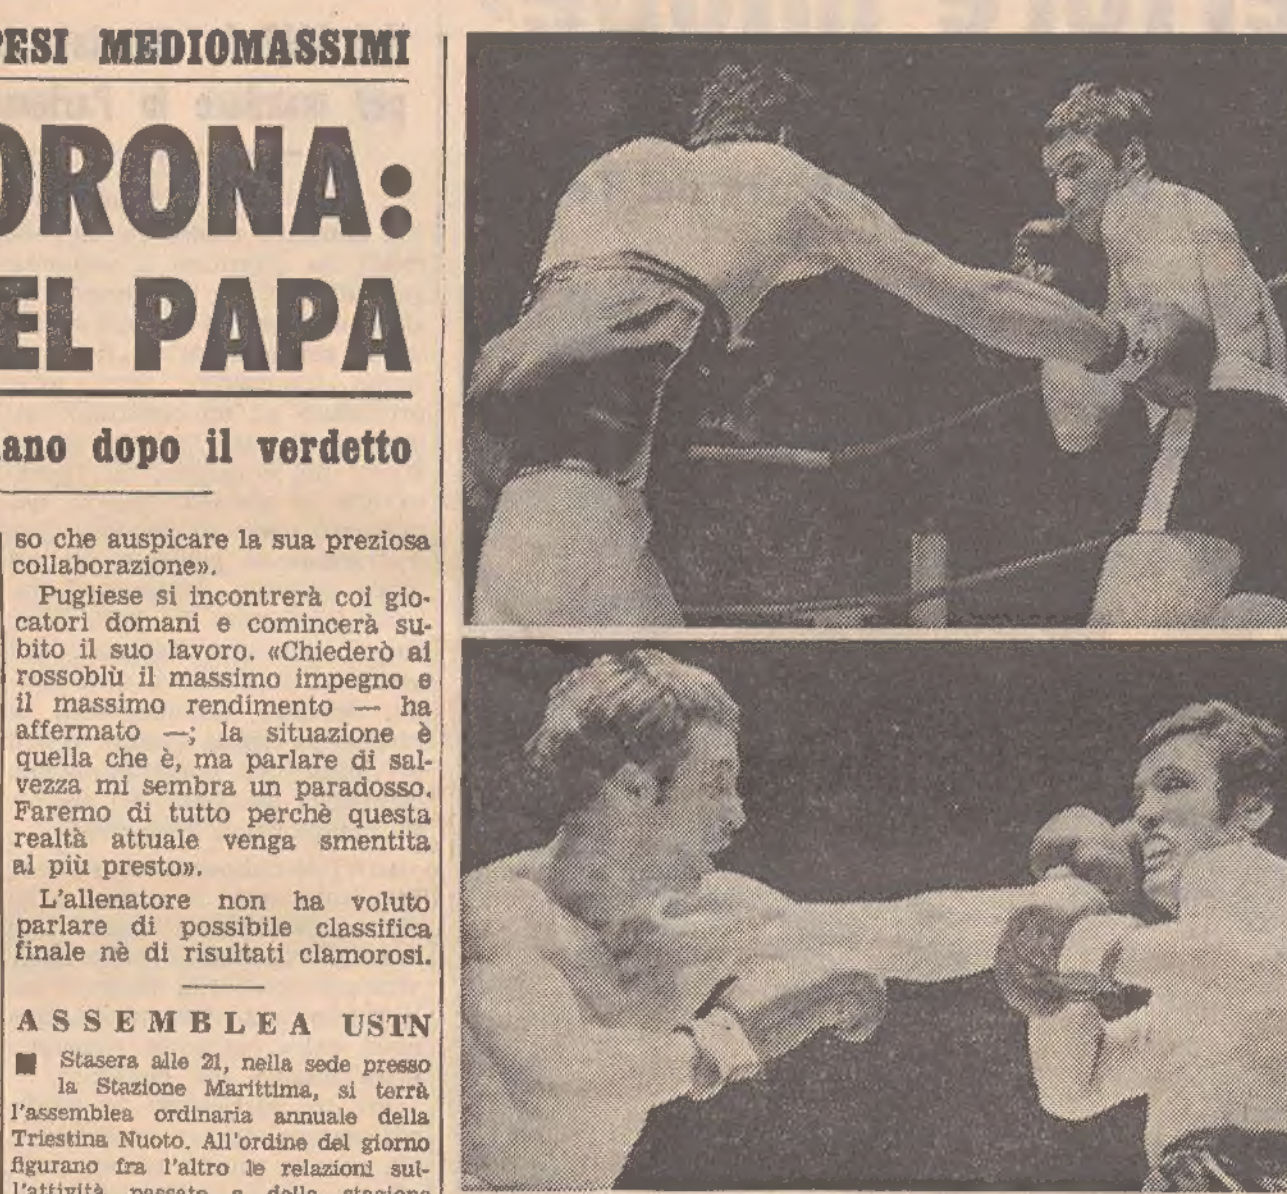 PESI MEDIOMASSIMI
ORONA:
EL PAPA
ano dopo il verdetto
so che auspicare la sua preziosa
collaborazione».
Pugliese si incontrerà coi gio-
catori domani e comincerà su-
bito il suo lavoro. «Chiederò ai
rossoblù il massimo impegno e
il massimo rendimento — ha
affermato —; la situazione è
quella che è, ma parlare di sal-
vezza mi sembra un paradosso.
Faremo di tutto perchè questa
realtà attuale venga smentita
al più presto».
L'allenatore non ha voluto
parlare di possibile classifica
finale nè di risultati clamorosi.
ASSEMBLEA USTN
Stasera alle 21, nella sede presso
la Stazione Marittima, si terrà
l'assemblea ordinaria annuale della
Triestina Nuoto. All'ordine del giorno
figurano fra l'altro le relazioni sul-
l'attività passata e della stagione